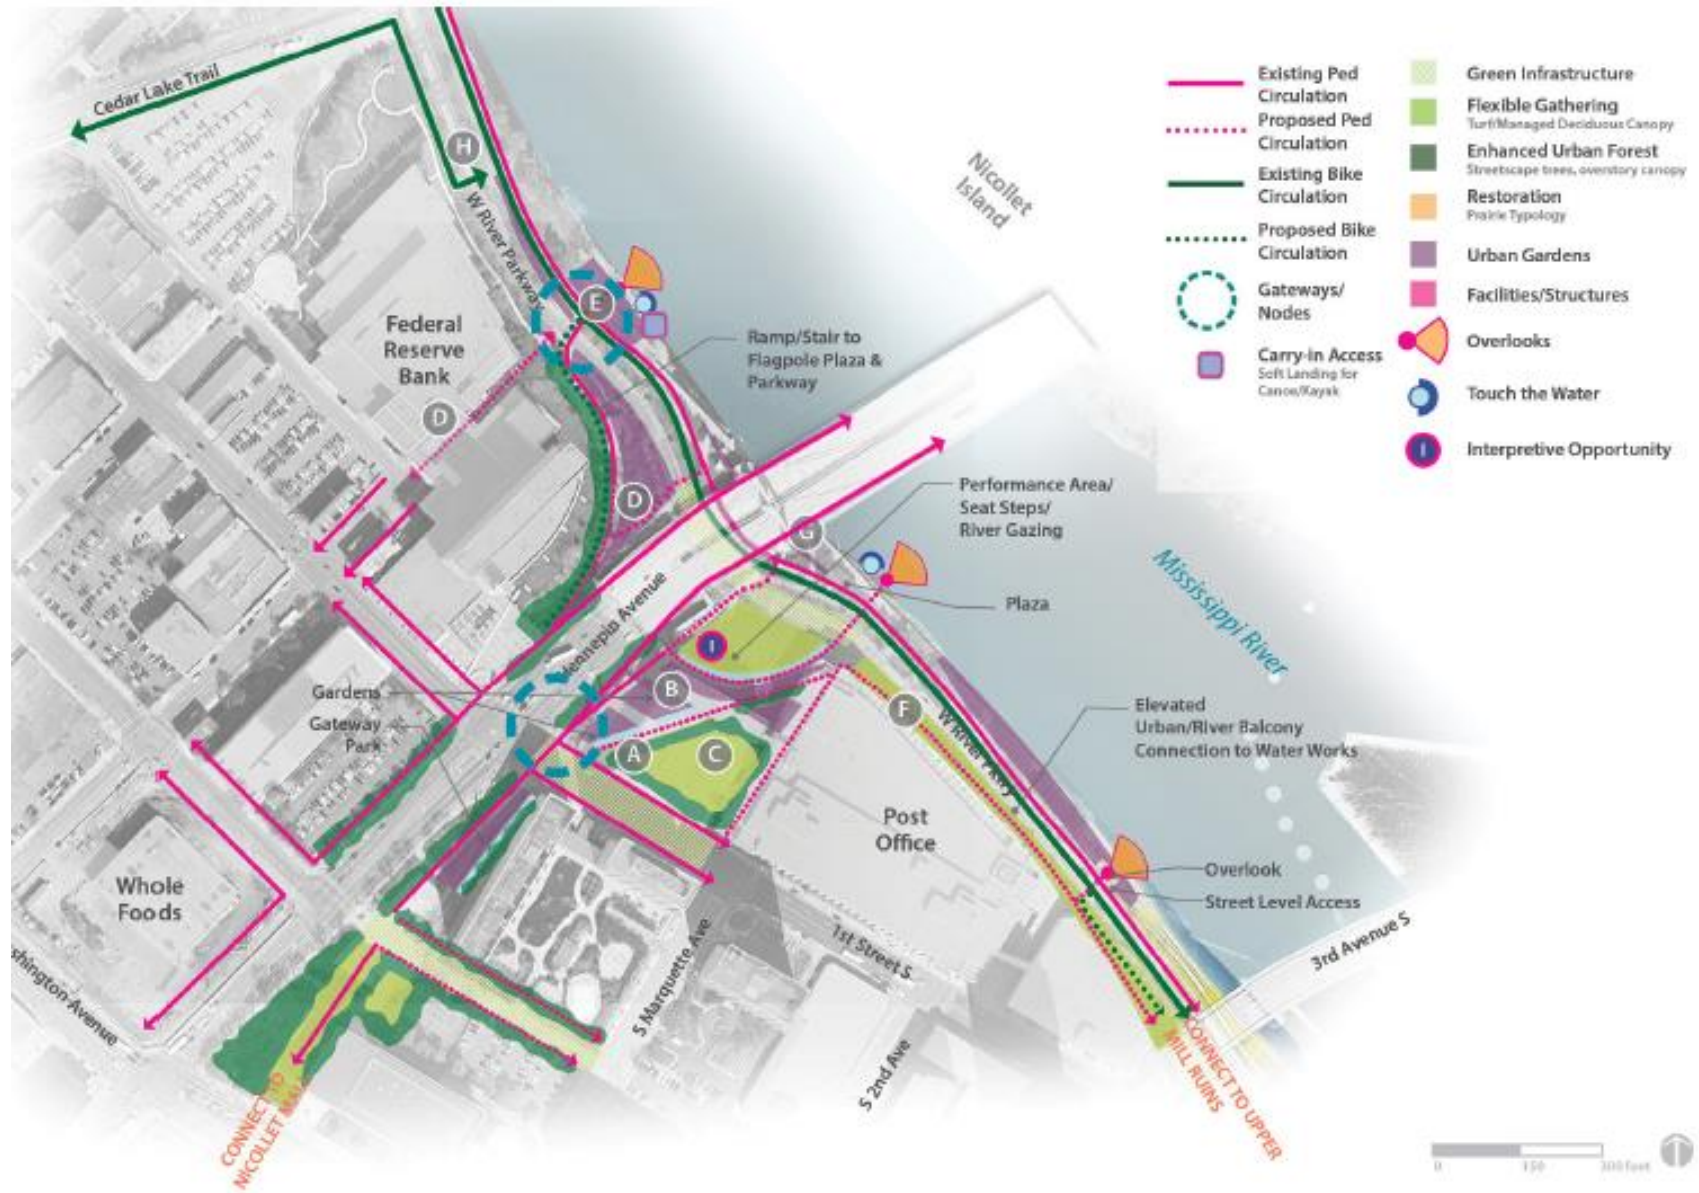 Cedar Lake Trail
H
W River Parkway
Nicollet
Island
E
Federal
Reserve
Bank
D
Ramp/Stair to
Flagpole Plaza &
Parkway
D
Performance Area/
Seat Steps/
River Gazing
G
Hennepin Avenue
Plaza
Mississippi River
I
Gardens
B
Gateway
Park
A
C
F
W River Pkwy
Elevated
Urban/River Balcony
Connection to Water Works
Post
Office
Whole
Foods
Overlook
Street Level Access
S Marquette Ave
1st Street S
3rd Avenue S
shington Avenue
S 2nd Ave
CONNECT TO
NICOLLET
CONNECT TO UPPER
MILL RUINS
Existing Ped
Circulation
Proposed Ped
Circulation
Existing Bike
Circulation
Proposed Bike
Circulation
Gateways/
Nodes
Carry-in Access
Soft Landing for
Canoe/Kayak
Green Infrastructure
Flexible Gathering
Turf/Managed Deciduous Canopy
Enhanced Urban Forest
Streetscape trees, overstory canopy
Restoration
Prairie Typology
Urban Gardens
Facilities/Structures
Overlooks
Touch the Water
I
Interpretive Opportunity
0 150 300 feet